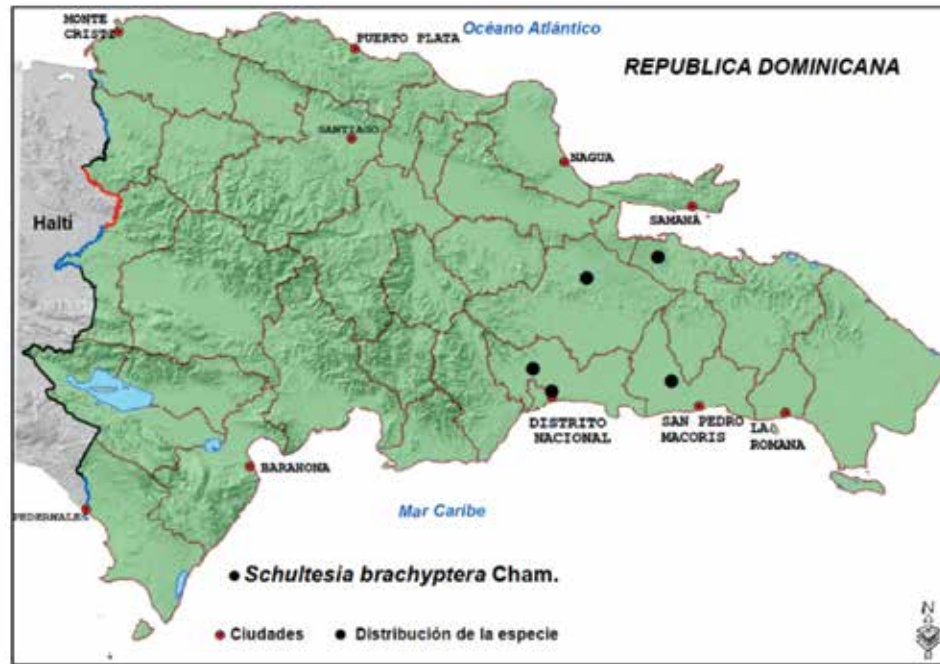 MONTE
CRISTI
PUERTO PLATA
Océano Atlántico
REPUBLICA DOMINICANA
SANTIAGO
NAGUA
SAMANÁ
Haití
DISTRITO
NACIONAL
SAN PEDRO
MACORIS
LA
ROMANA
BARAHONA
PEDERNALES
Mar Caribe
Schultesia brachyptera Cham.
Ciudades
Distribución de la especie